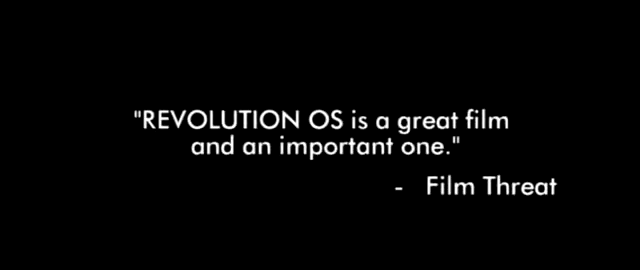 "REVOLUTION OS is a great film
and an important one."
- Film Threat